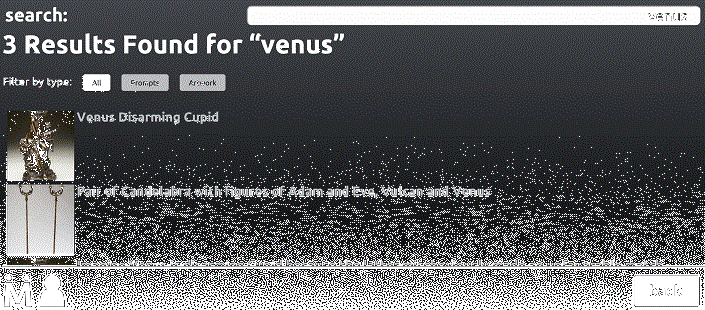 search:
venus
3 Results Found for “venus”
Filter by type:
All
Prompts
Artwork
Venus Disarming Cupid
Pair of Candelabra with figures of Adam and Eve, Vulcan and Venus
back